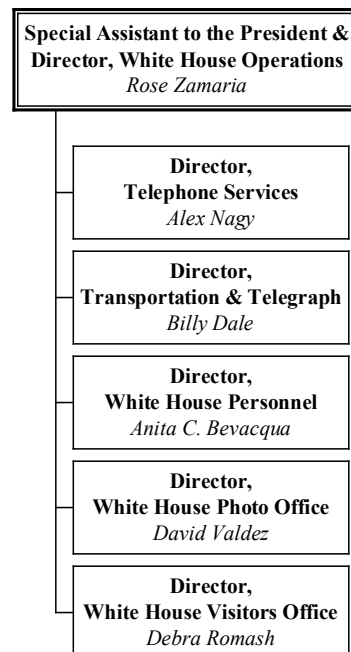 Special Assistant to the President &
Director, White House Operations
Rose Zamaria
Director,
Telephone Services
Alex Nagy
Director,
Transportation & Telegraph
Billy Dale
Director,
White House Personnel
Anita C. Bevacqua
Director,
White House Photo Office
David Valdez
Director,
White House Visitors Office
Debra Romash